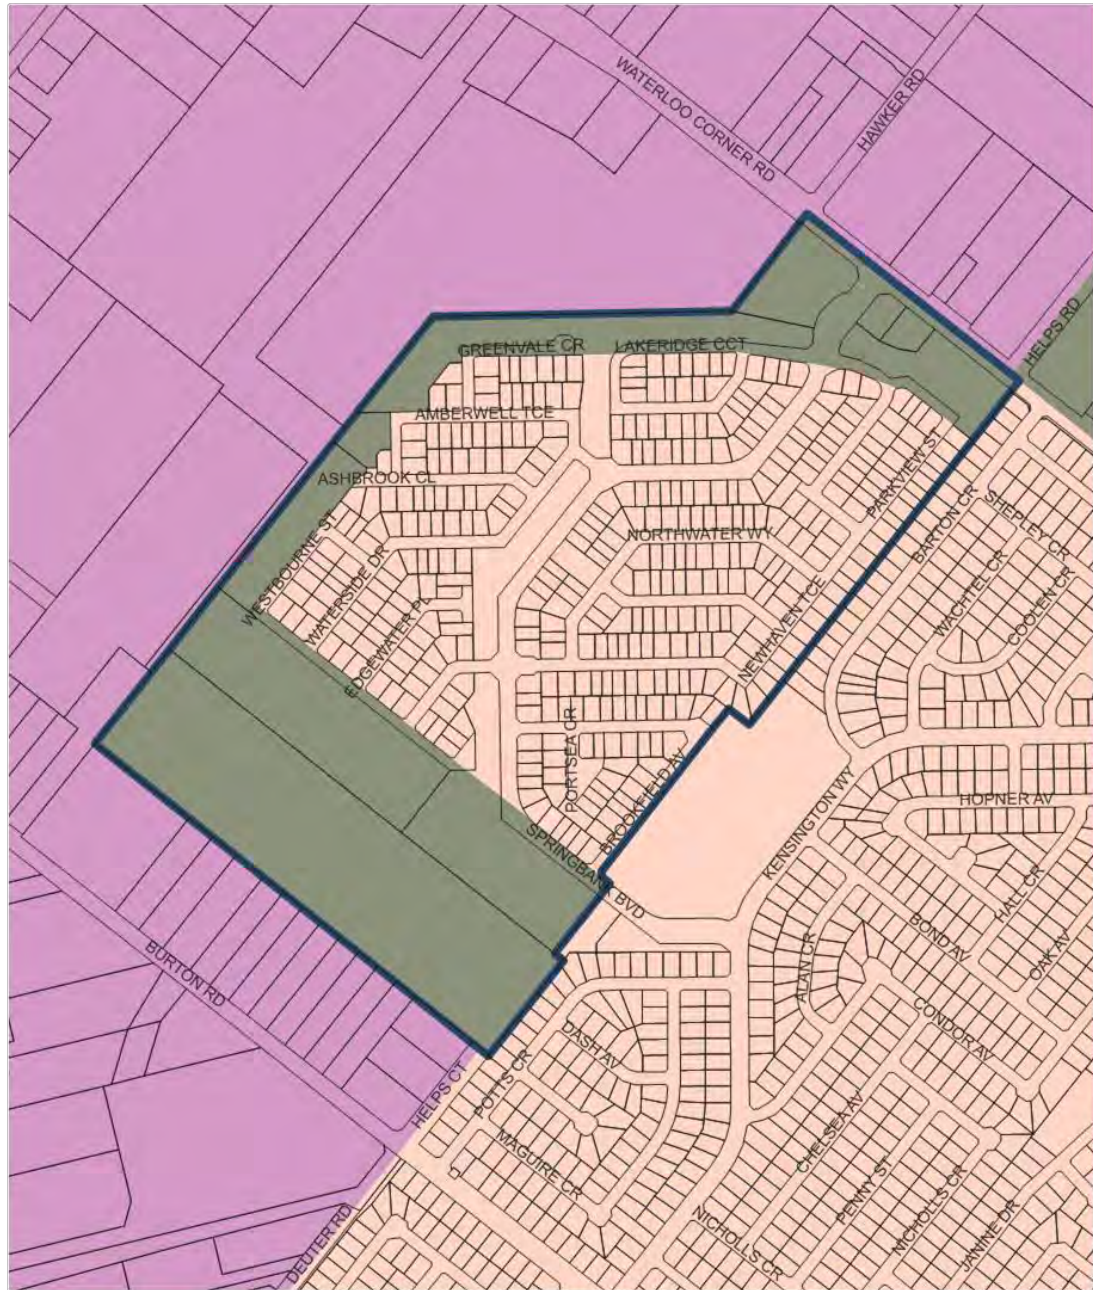 WATERLOO CORNER RD
HAWKER RD
HELPS RD
GREENVALE CR
LAKERIDGE CCT
AMBERWELL TCE
ASHBROOK CL
PARKVIEW ST
SHEPLEY CR
BARTON CR
WESTBOURNE ST
NORTHWATER WY
WATERSIDE DR
WACHTEL CR
COOLEN CR
EDGEWATER PL
NEWHAVEN TCE
PORTSEA CR
BROOKFIELD AV
KENSINGTON WY
HOPNER AV
SPRINGBANK BVD
HALL CR
BOND AV
OAK AV
BURTON RD
ALAN CR
CONDOR AV
DASH AV
HELPS CT
POTTS CR
CHELSEA AV
MAGUIRE CR
PENNY ST
NICHOLLS CR
NICHOLLS CR
JANINE DR
DEUTER RD